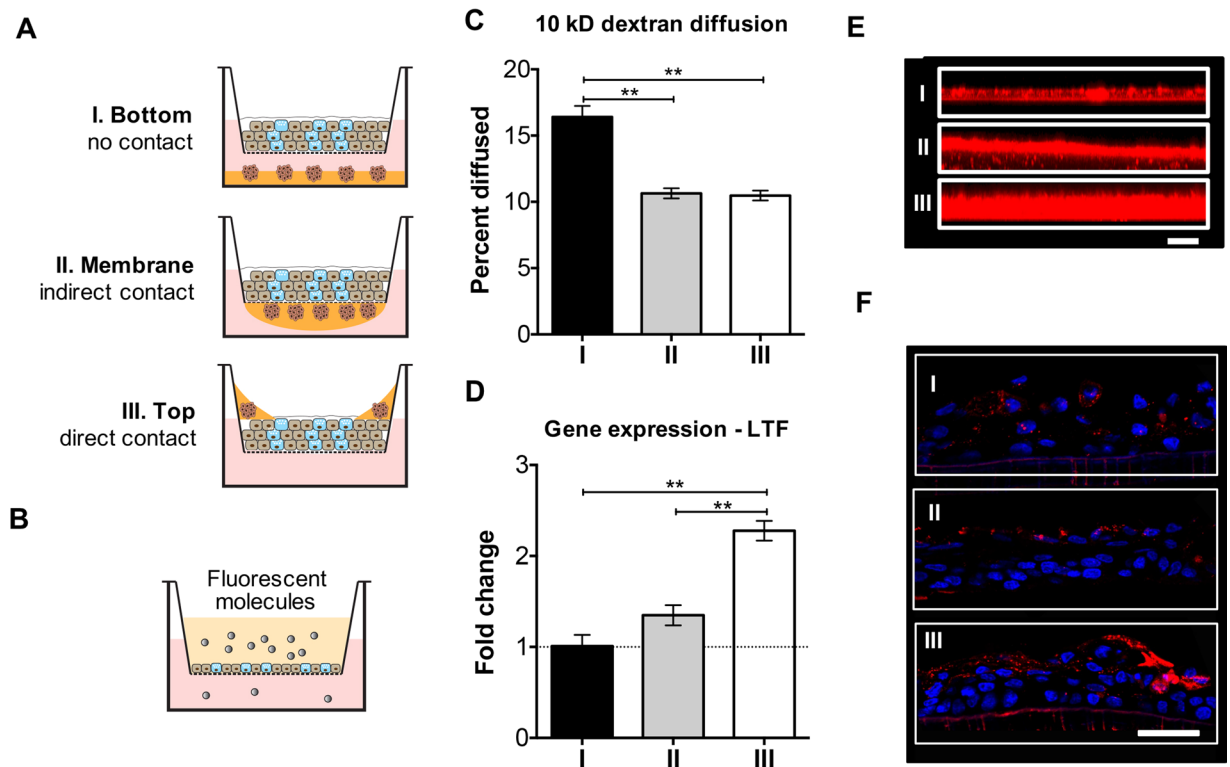 A
I. Bottom
no contact
II. Membrane
indirect contact
III. Top
direct contact
B
Fluorescent
molecules
C
10 kD dextran diffusion
Percent diffused
20
15
10
5
0
**
**
I
II
III
D
Gene expression - LTF
Fold change
3
2
1
0
**
**
I
II
III
E
I
II
III
F
I
II
III